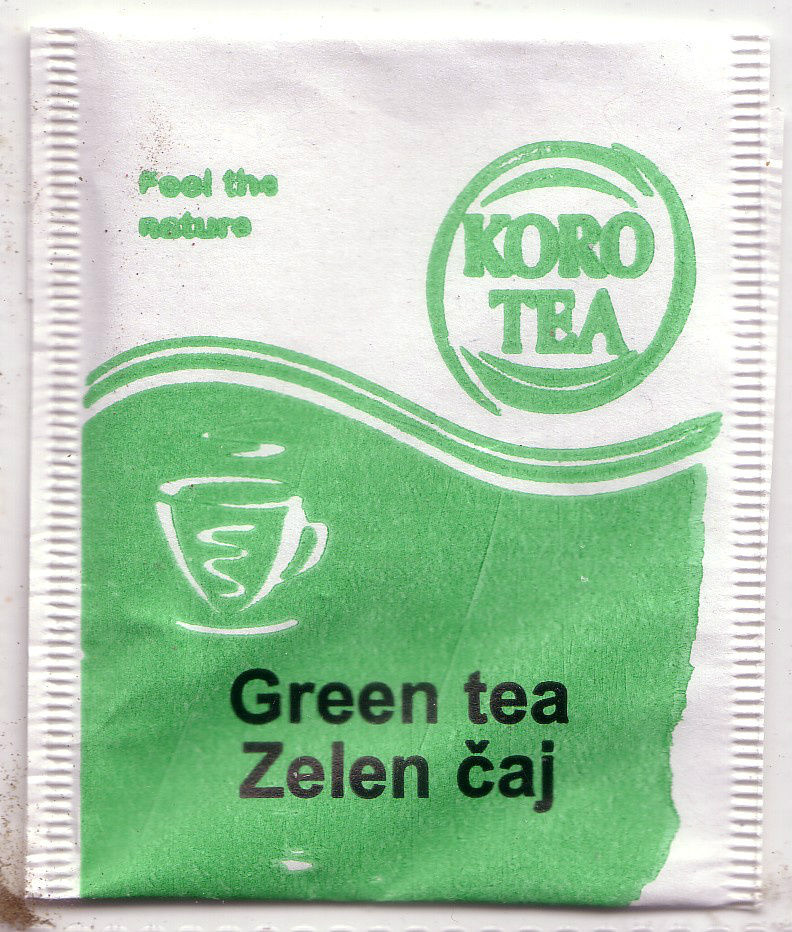 Feel the
nature
KORO
TEA
Green tea
Zelen čaj